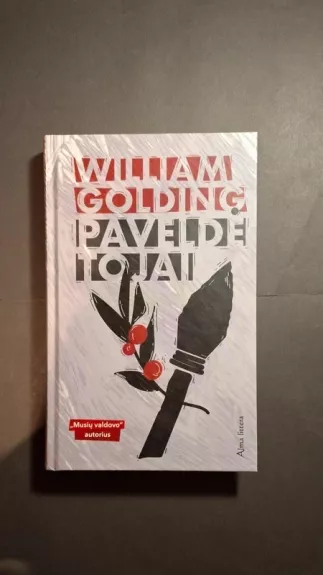 WILLIAM
GOLDING
PAVELDĖ
TOJAI
„Musių valdovo“
autorius
Alma littera